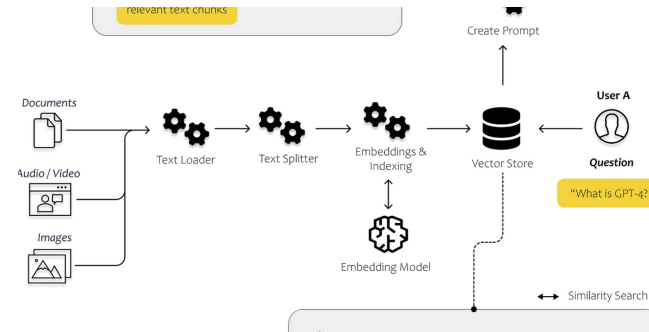 relevant text chunks
Create Prompt
Documents
User A
Text Loader
Text Splitter
Embeddings &
Indexing
Vector Store
Question
Audio / Video
"What is GPT-4?
Images
Embedding Model
Similarity Search